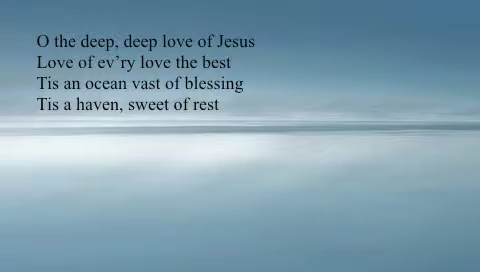 O the deep, deep love of Jesus
Love of ev’ry love the best
Tis an ocean vast of blessing
Tis a haven, sweet of rest